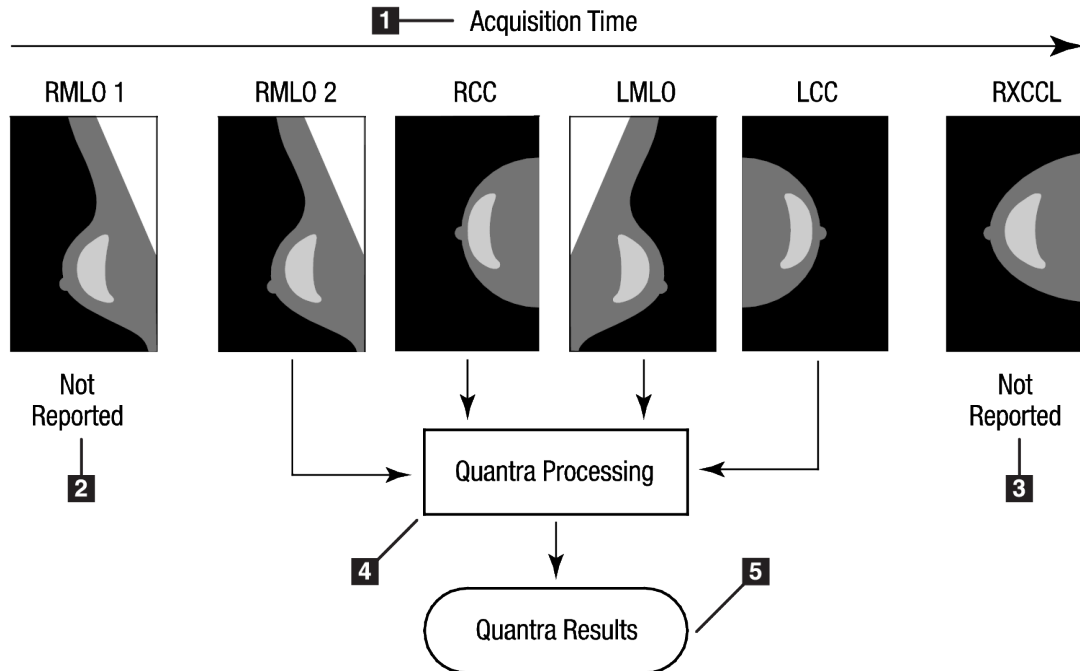 1 Acquisition Time
RMLO 1
RMLO 2
RCC
LMLO
LCC
RXCCL
Not
Reported
2
Not
Reported
3
Quantra Processing
4
5
Quantra Results